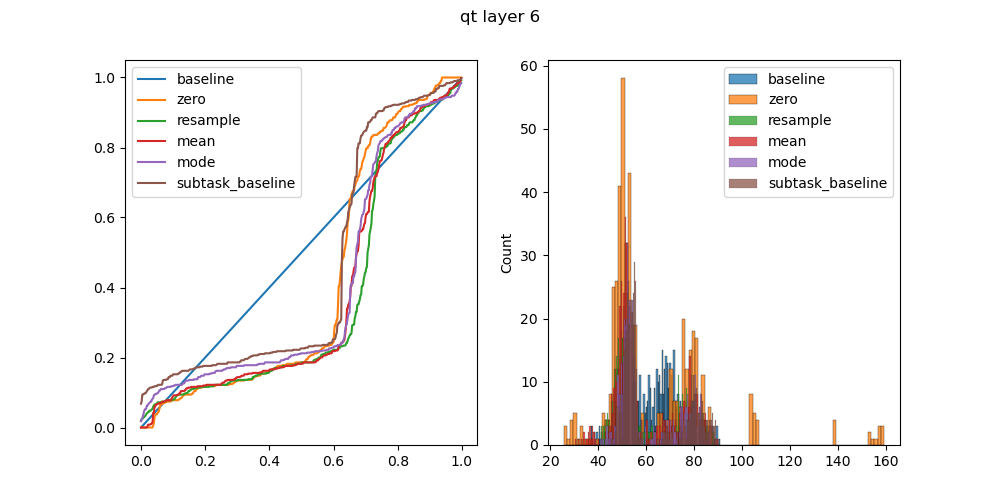 qt layer 6
baseline
zero
resample
mean
mode
subtask_baseline
1.0
0.8
0.6
0.4
0.2
0.0
0.0 0.2 0.4 0.6 0.8 1.0
baseline
zero
resample
mean
mode
subtask_baseline
Count
60
50
40
30
20
10
0
20 40 60 80 100 120 140 160